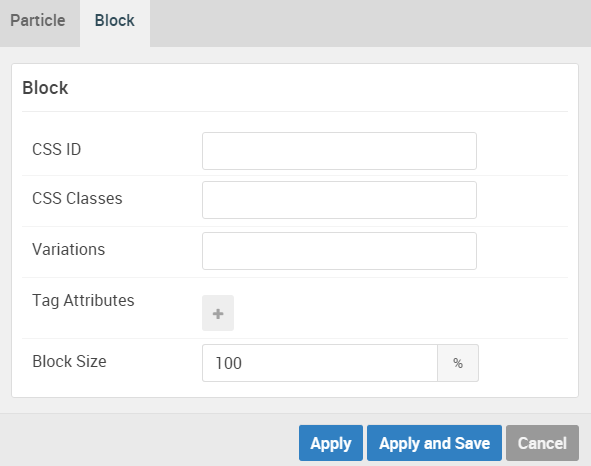 Particle Block
Block
CSS ID
CSS Classes
Variations
Tag Attributes
+
Block Size 100 %
Apply Apply and Save Cancel